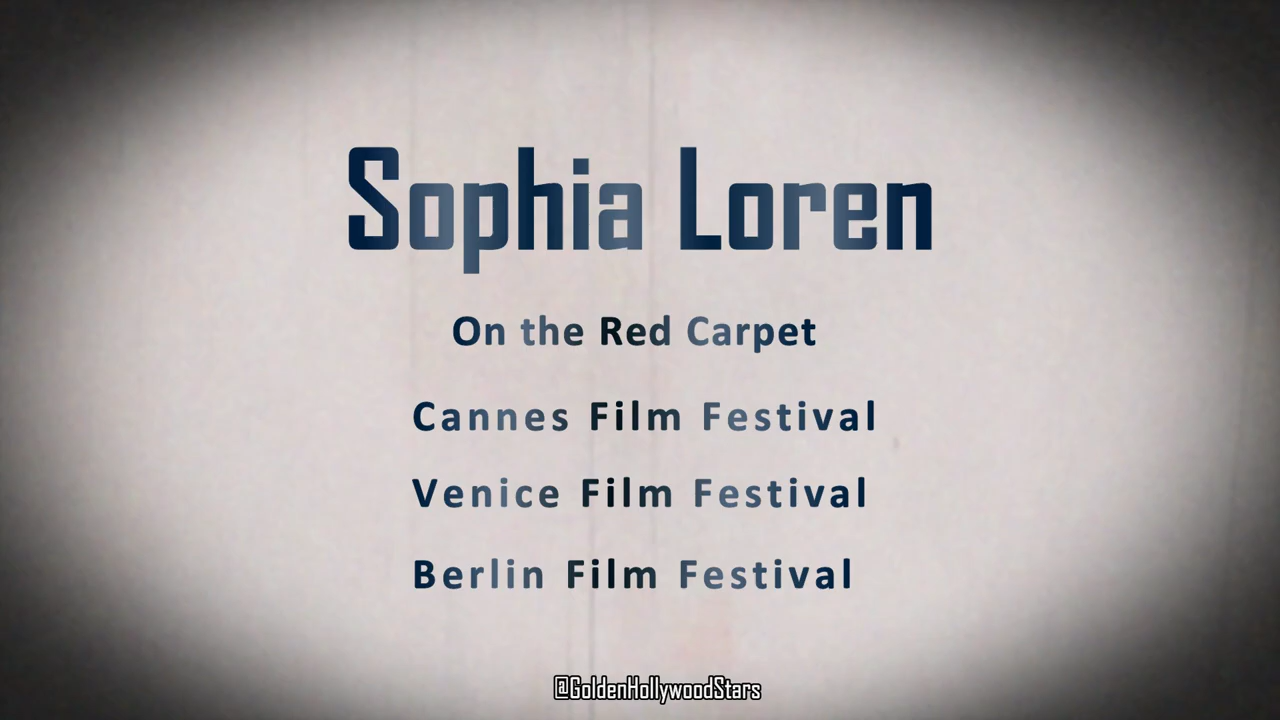 Sophia Loren
On the Red Carpet
Cannes Film Festival
Venice Film Festival
Berlin Film Festival
@GoldenHollywoodStars